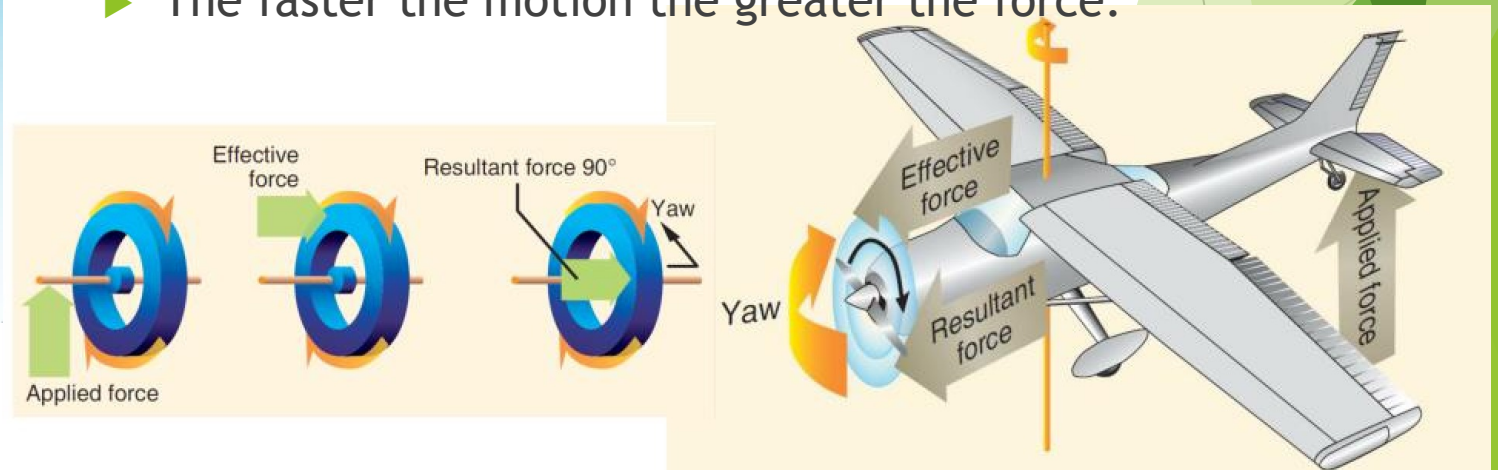 The faster the motion the greater the force.
Effective
force
Resultant force 90°
Yaw
Applied force
Effective
force
Yaw
Resultant
force
Applied force